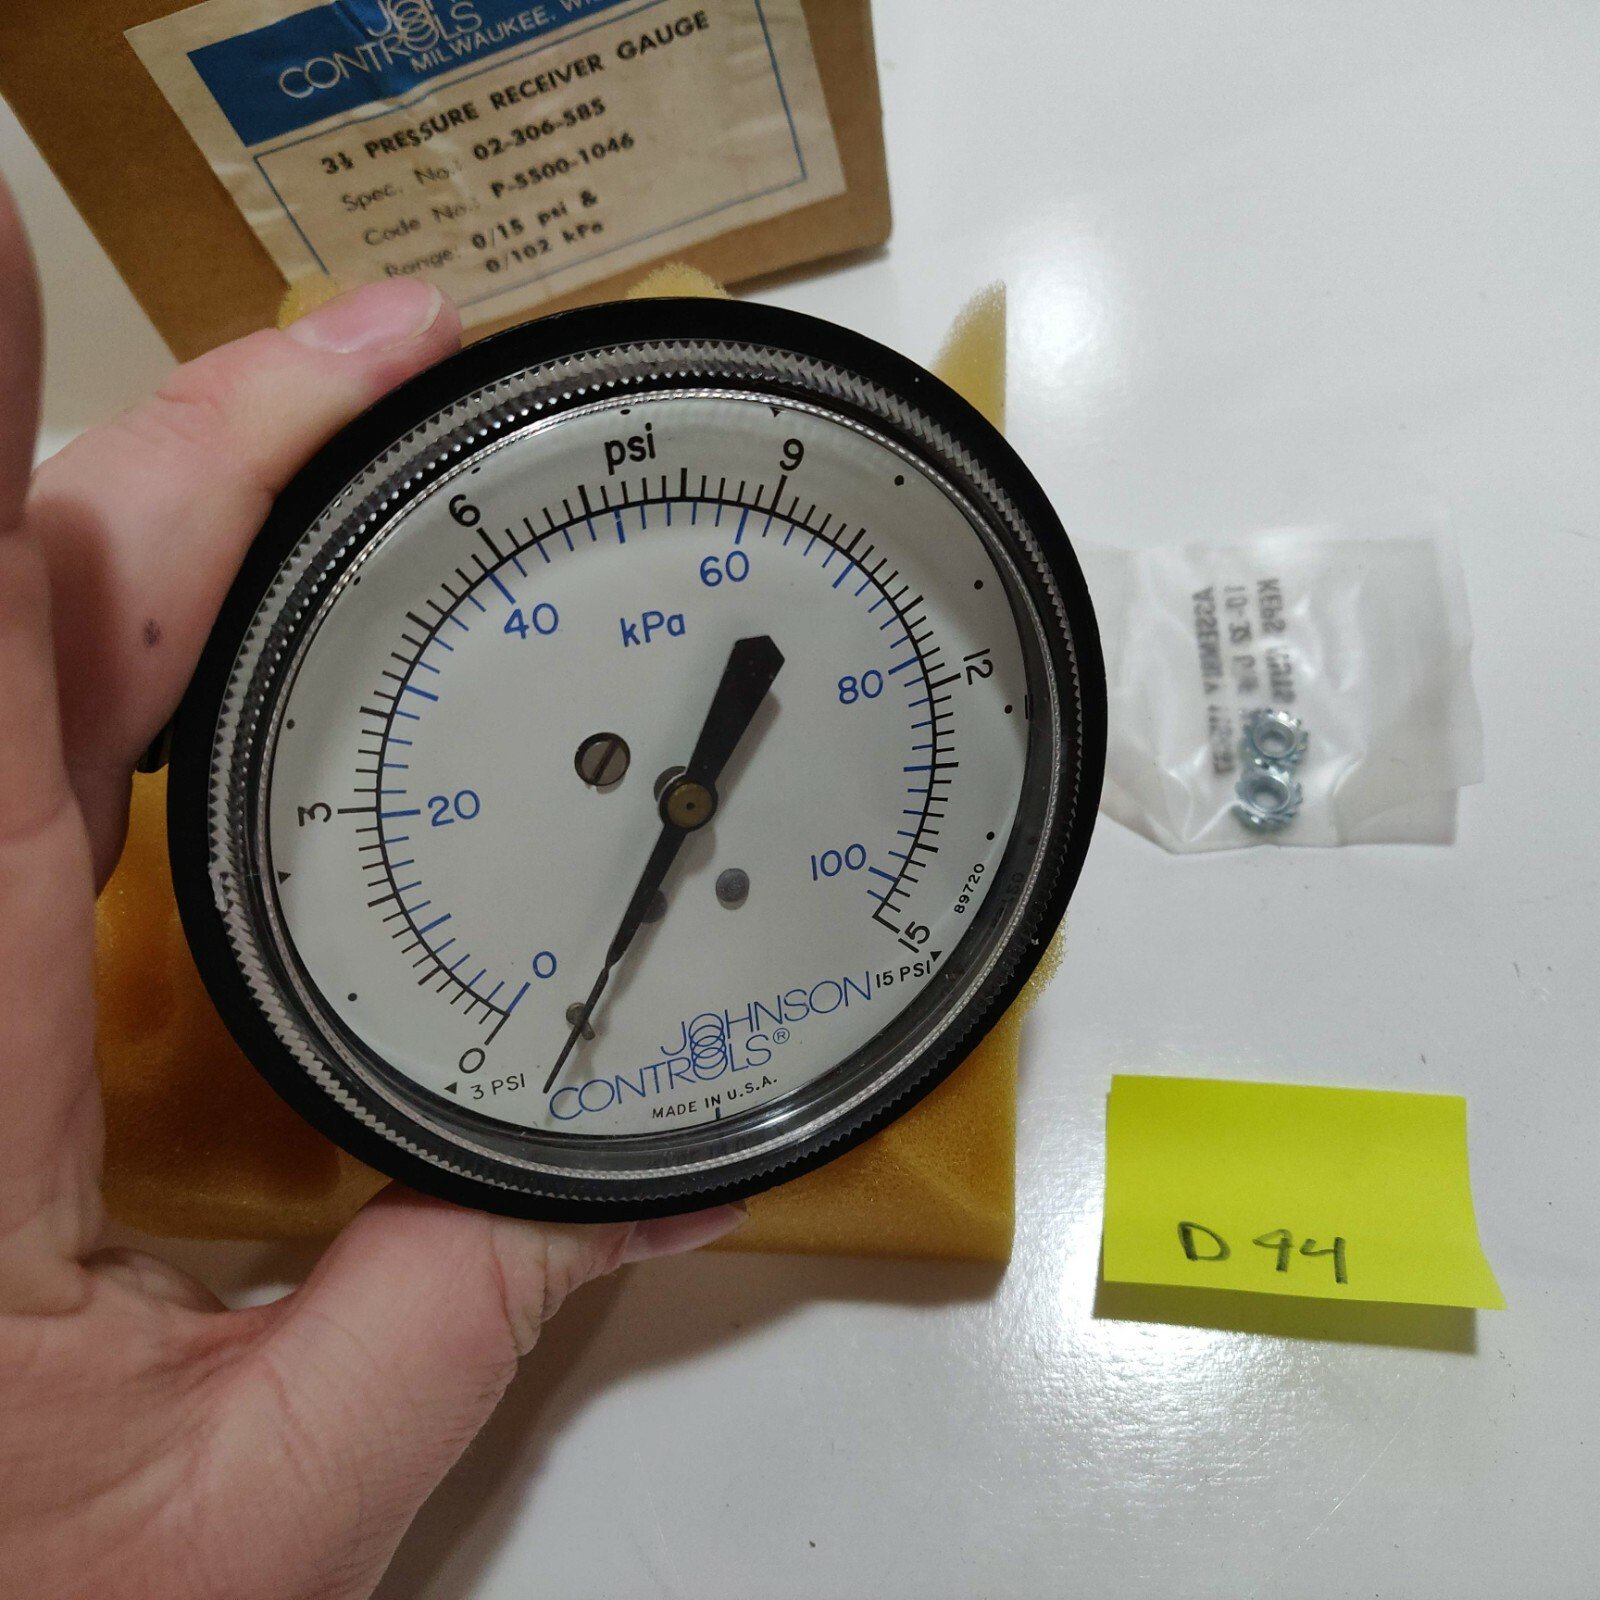 JOHNSON
CONTROLS
MILWAUKEE, WIS
3½ PRESSURE RECEIVER GAUGE
Spec. No.: 02-306-585
Code No.: P-5500-1046
Range: 0/15 psi &
0/102 kPa
psi
0
3
6
9
12
15
kPa
0
20
40
60
80
100
89720
3 PSI
15 PSI
JOHNSON
CONTROLS®
MADE IN U.S.A.
D 94